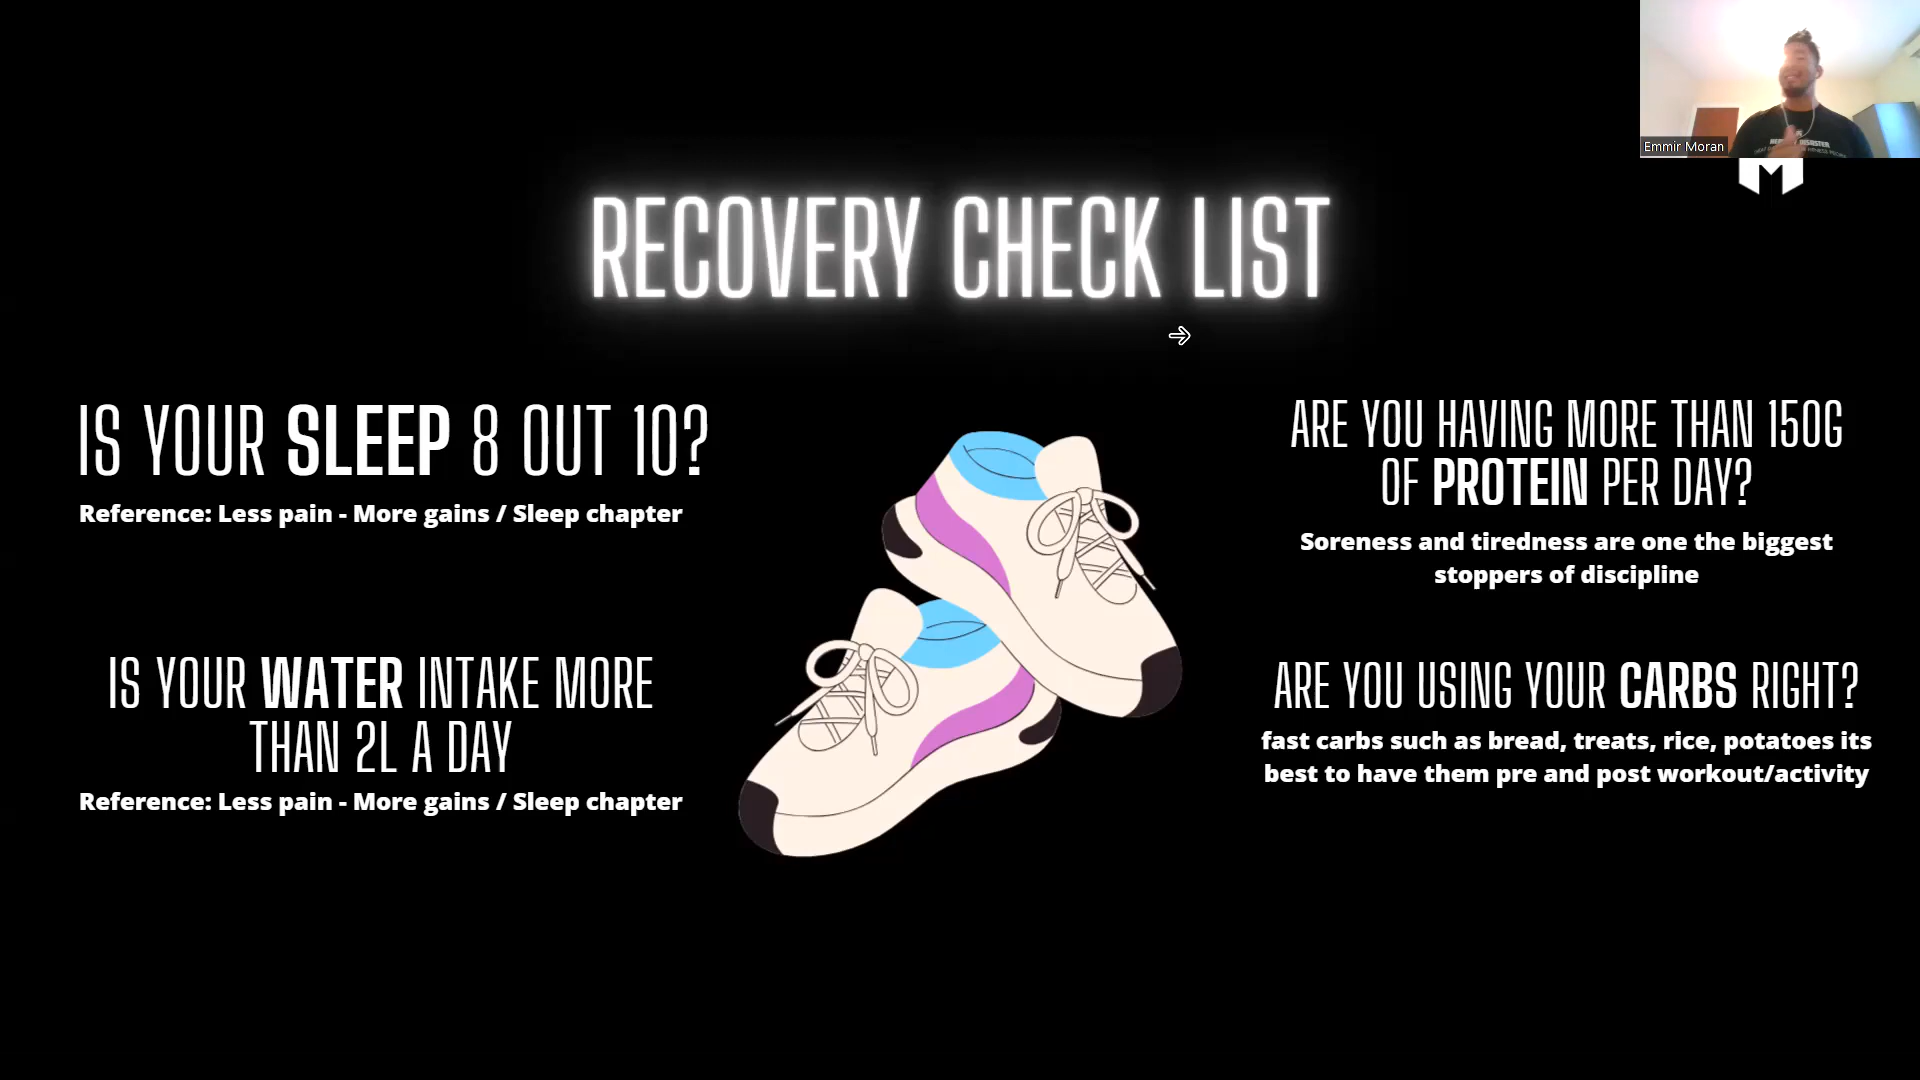 Emmir Moran
RECOVERY CHECK LIST
IS YOUR SLEEP 8 OUT 10?
Reference: Less pain - More gains / Sleep chapter
IS YOUR WATER INTAKE MORE
THAN 2L A DAY
Reference: Less pain - More gains / Sleep chapter
ARE YOU HAVING MORE THAN 150G
OF PROTEIN PER DAY?
Soreness and tiredness are one the biggest
stoppers of discipline
ARE YOU USING YOUR CARBS RIGHT?
fast carbs such as bread, treats, rice, potatoes its
best to have them pre and post workout/activity